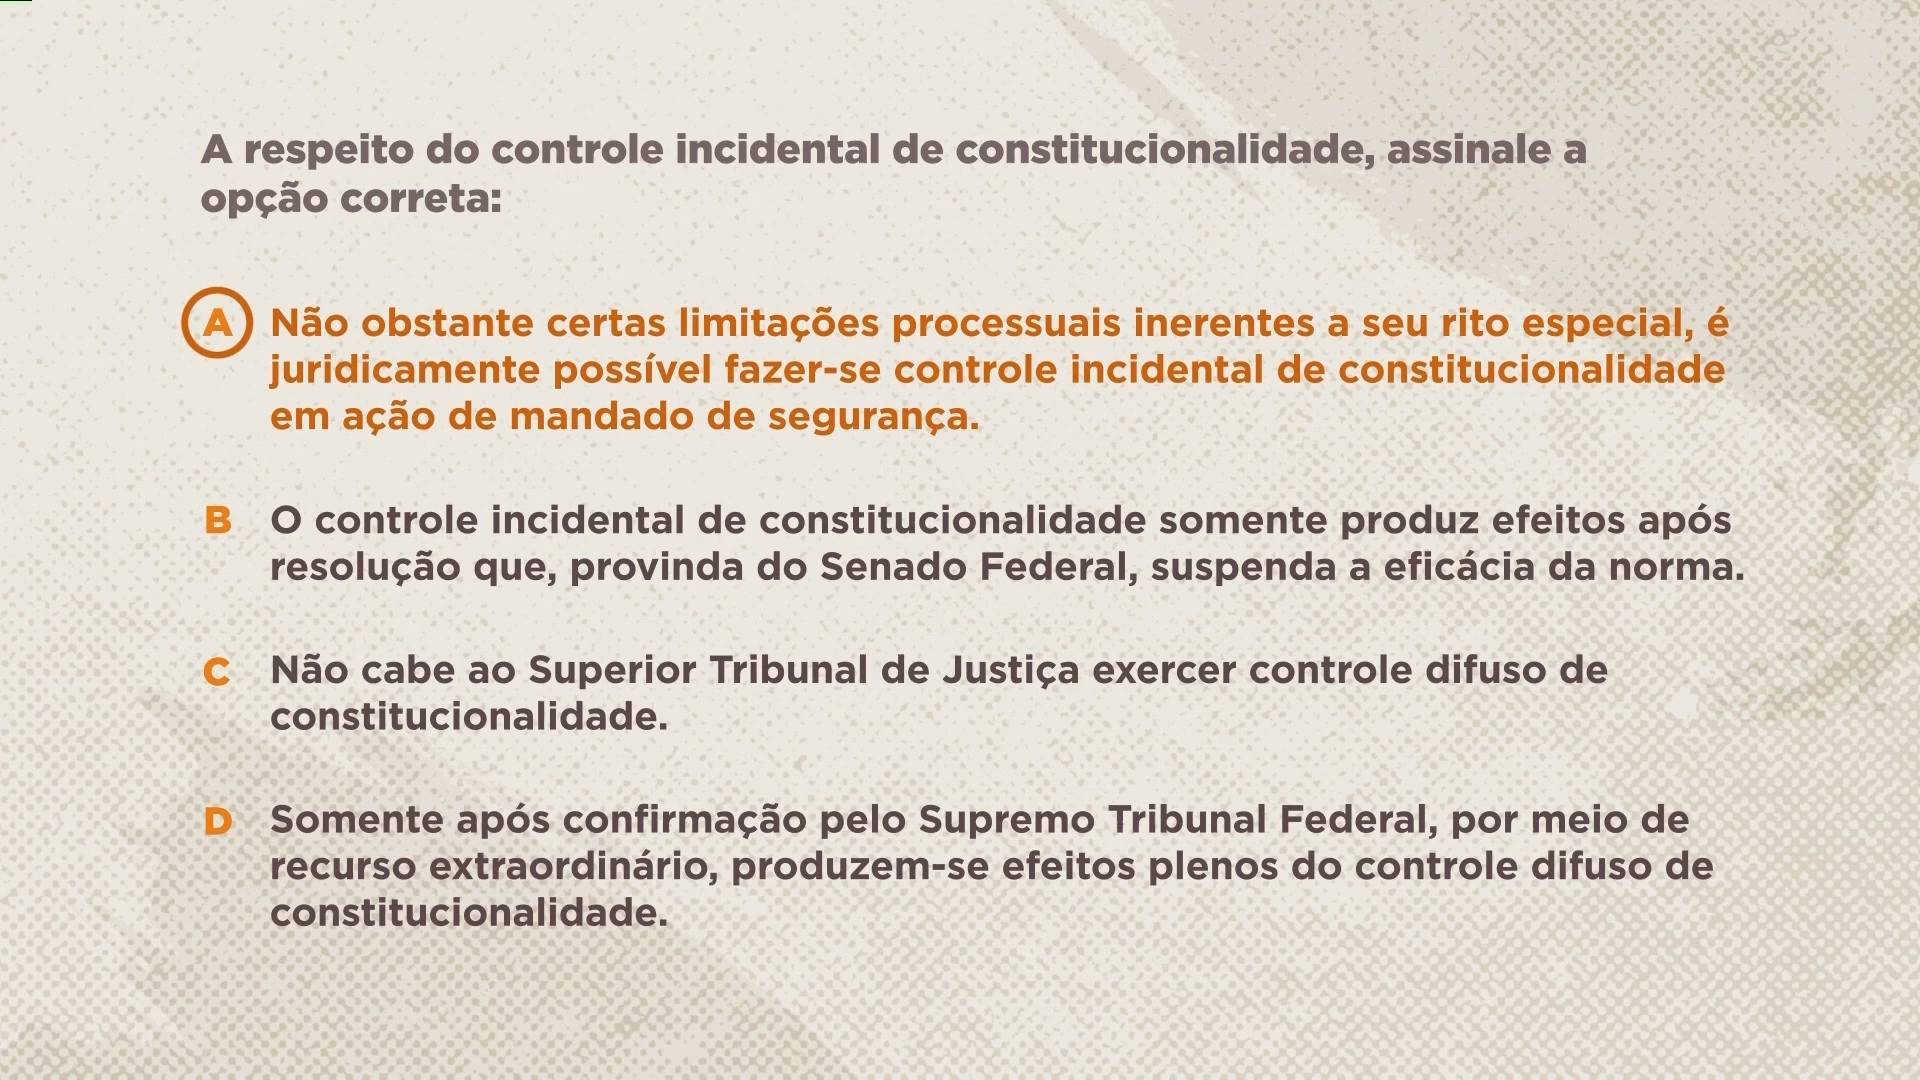 A respeito do controle incidental de constitucionalidade, assinale a
opção correta:
A Não obstante certas limitações processuais inerentes a seu rito especial, é
juridicamente possível fazer-se controle incidental de constitucionalidade
em ação de mandado de segurança.
B O controle incidental de constitucionalidade somente produz efeitos após
resolução que, provinda do Senado Federal, suspenda a eficácia da norma.
C Não cabe ao Superior Tribunal de Justiça exercer controle difuso de
constitucionalidade.
D Somente após confirmação pelo Supremo Tribunal Federal, por meio de
recurso extraordinário, produzem-se efeitos plenos do controle difuso de
constitucionalidade.